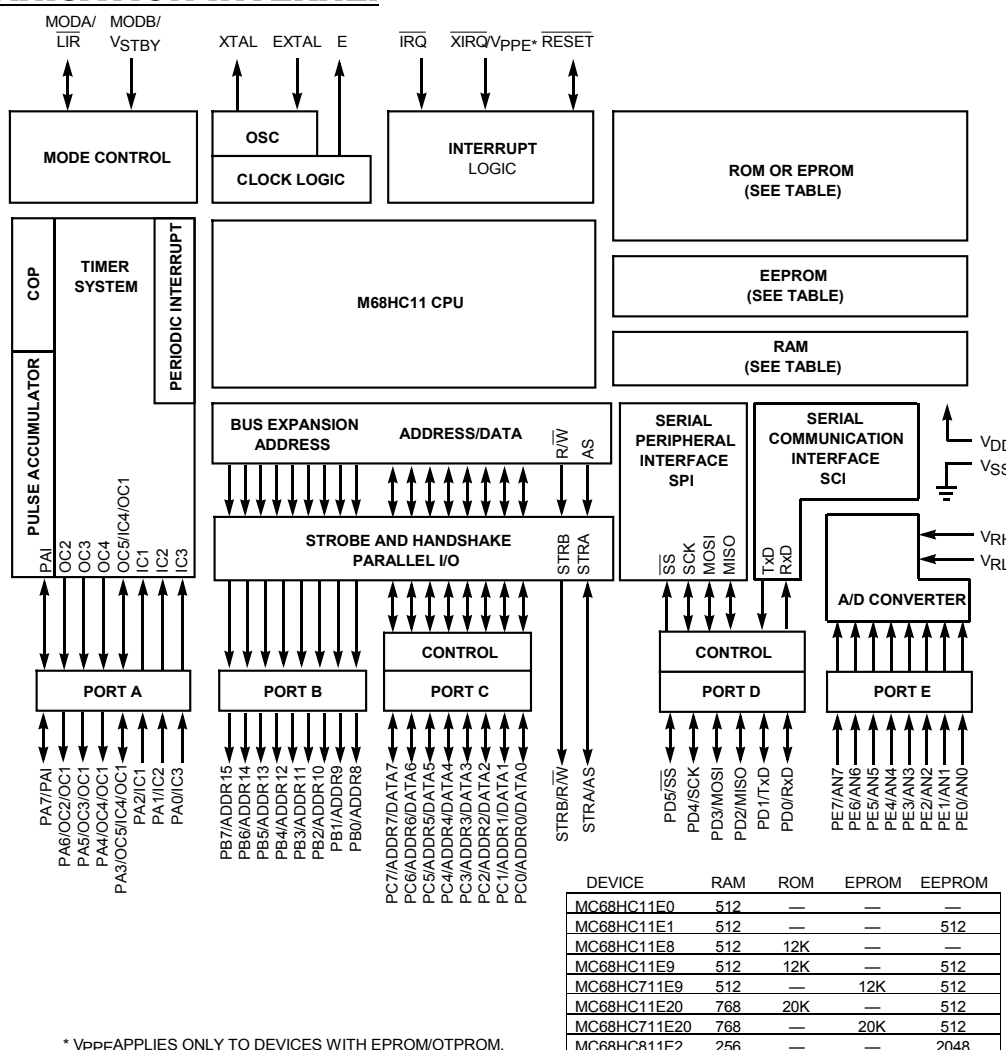 MODA/ MODB/
LIR VSTBY XTAL EXTAL E IRQ XIRQ/VPPE* RESET
MODE CONTROL
OSC
CLOCK LOGIC
INTERRUPT
LOGIC
ROM OR EPROM
(SEE TABLE)
COP
PULSE ACCUMULATOR
TIMER
SYSTEM
PERIODIC INTERRUPT
M68HC11 CPU
EEPROM
(SEE TABLE)
RAM
(SEE TABLE)
BUS EXPANSION
ADDRESS
ADDRESS/DATA
R/W
AS
SERIAL
PERIPHERAL
INTERFACE
SPI
SERIAL
COMMUNICATION
INTERFACE
SCI
VDD
VSS
PAI
OC2
OC3
OC4
OC5/IC4/OC1
IC1
IC2
IC3
STROBE AND HANDSHAKE
PARALLEL I/O
STRB
STRA
SS
SCK
MOSI
MISO
TxD
RxD
VRH
VRL
A/D CONVERTER
CONTROL
CONTROL
PORT A
PORT B
PORT C
PORT D
PORT E
PA7/PAI
PA6/OC2/OC1
PA5/OC3/OC1
PA4/OC4/OC1
PA3/OC5/IC4/OC1
PA2/IC1
PA1/IC2
PA0/IC3
PB7/ADDR15
PB6/ADDR14
PB5/ADDR13
PB4/ADDR12
PB3/ADDR11
PB2/ADDR10
PB1/ADDR9
PB0/ADDR8
PC7/ADDR7/DATA7
PC6/ADDR6/DATA6
PC5/ADDR5/DATA5
PC4/ADDR4/DATA4
PC3/ADDR3/DATA3
PC2/ADDR2/DATA2
PC1/ADDR1/DATA1
PC0/ADDR0/DATA0
STRB/R/W
STRA/AS
PD5/SS
PD4/SCK
PD3/MOSI
PD2/MISO
PD1/TxD
PD0/RxD
PE7/AN7
PE6/AN6
PE5/AN5
PE4/AN4
PE3/AN3
PE2/AN2
PE1/AN1
PE0/AN0
DEVICE RAM ROM EPROM EEPROM
MC68HC11E0 512 — — —
MC68HC11E1 512 — — 512
MC68HC11E8 512 12K — —
MC68HC11E9 512 12K — 512
MC68HC711E9 512 — 12K 512
MC68HC11E20 768 20K — 512
MC68HC711E20 768 — 20K 512
MC68HC811E2 256 — — 2048
* VPPEAPPLIES ONLY TO DEVICES WITH EPROM/OTPROM.